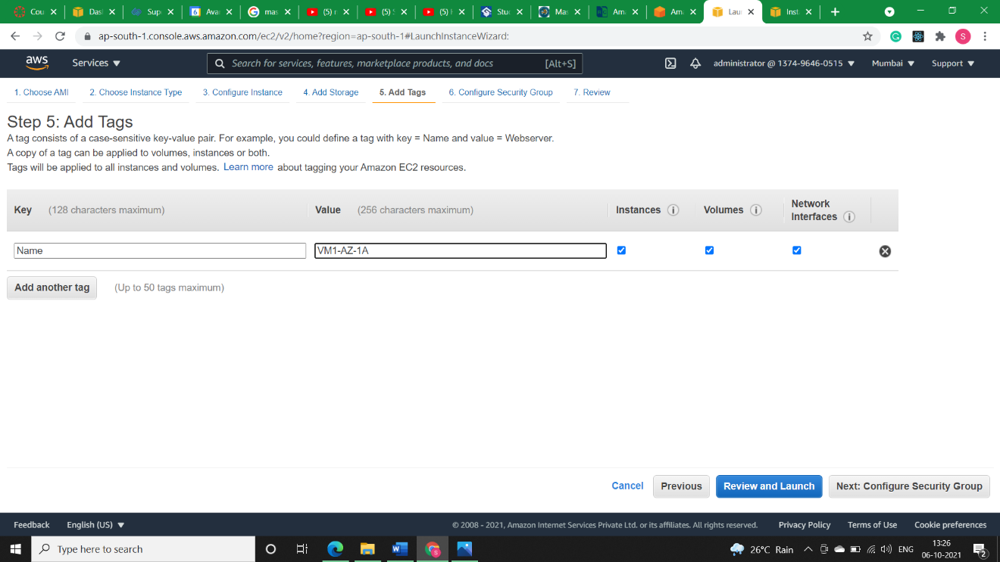 Cou
Das
Sup
6 Avai
mas
(5)
(5)
(5)
Stu
Mas
Am
Am
Lau
Inst
ap-south-1.console.aws.amazon.com/ec2/v2/home?region=ap-south-1#LaunchInstanceWizard:
S
aws
Services
Search for services, features, marketplace products, and docs
[Alt+S]
administrator @ 1374-9646-0515
Mumbai
Support
1. Choose AMI
2. Choose Instance Type
3. Configure Instance
4. Add Storage
5. Add Tags
6. Configure Security Group
7. Review
Step 5: Add Tags
A tag consists of a case-sensitive key-value pair. For example, you could define a tag with key = Name and value = Webserver.
A copy of a tag can be applied to volumes, instances or both.
Tags will be applied to all instances and volumes. Learn more about tagging your Amazon EC2 resources.
Key (128 characters maximum)
Value (256 characters maximum)
Instances
Volumes
Network
Interfaces
Name
VM1-AZ-1A
Add another tag
(Up to 50 tags maximum)
Cancel
Previous
Review and Launch
Next: Configure Security Group
Feedback
English (US)
© 2008 - 2021, Amazon Internet Services Private Ltd. or its affiliates. All rights reserved.
Privacy Policy
Terms of Use
Cookie preferences
Type here to search
26°C Rain
ENG
13:26
06-10-2021
2